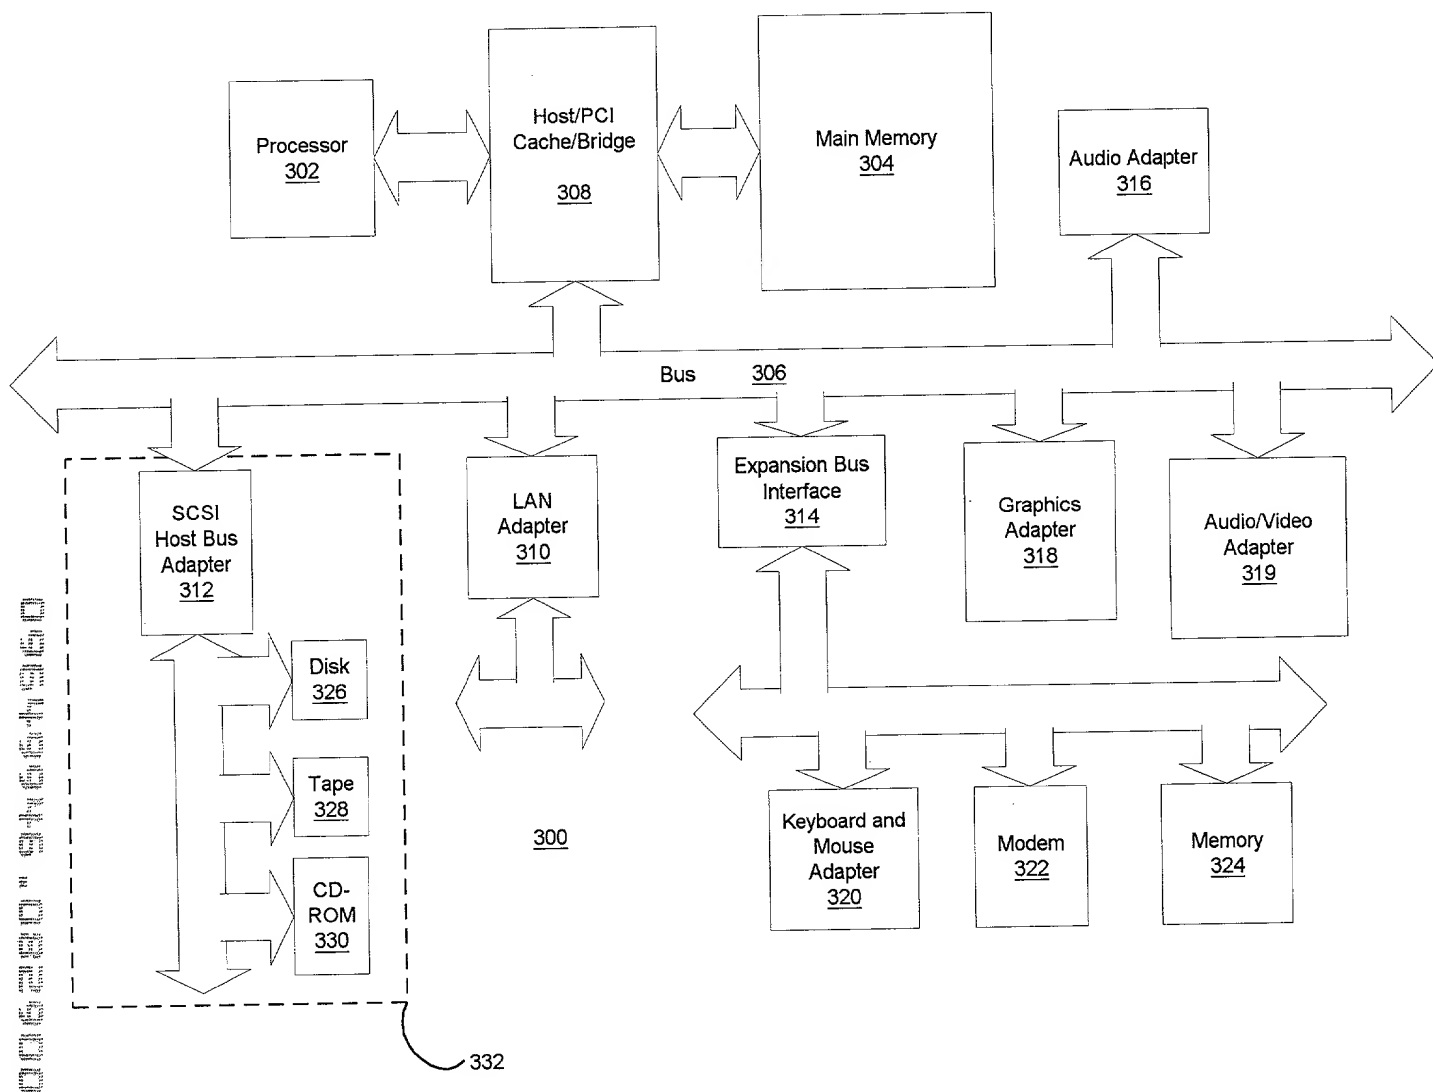 Processor
302
Host/PCI
Cache/Bridge
308
Main Memory
304
Audio Adapter
316
Bus 306
SCSI
Host Bus
Adapter
312
LAN
Adapter
310
Expansion Bus
Interface
314
Graphics
Adapter
318
Audio/Video
Adapter
319
Disk
326
Tape
328
CD-
ROM
330
300
Keyboard and
Mouse
Adapter
320
Modem
322
Memory
324
332